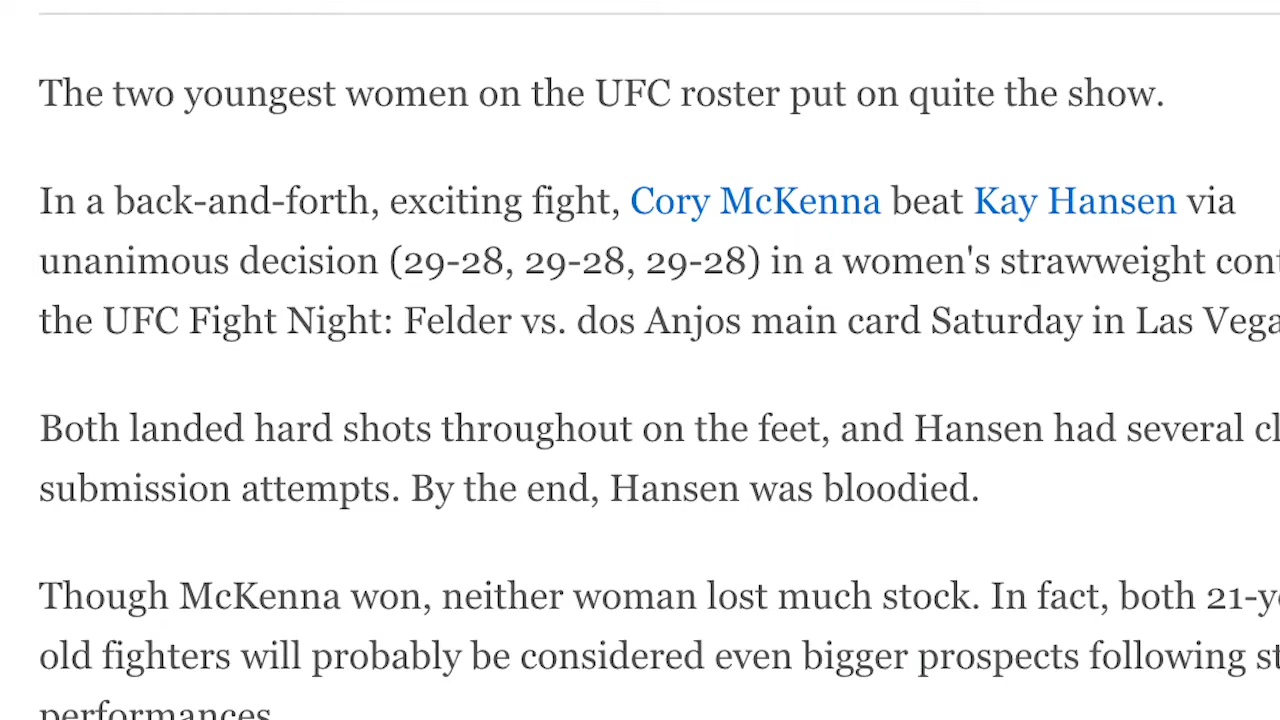 The two youngest women on the UFC roster put on quite the show.
In a back-and-forth, exciting fight, Cory McKenna beat Kay Hansen via
unanimous decision (29-28, 29-28, 29-28) in a women's strawweight
the UFC Fight Night: Felder vs. dos Anjos main card Saturday in Las
Both landed hard shots throughout on the feet, and Hansen had several
submission attempts. By the end, Hansen was bloodied.
Though McKenna won, neither woman lost much stock. In fact, both
old fighters will probably be considered even bigger prospects following
performances.